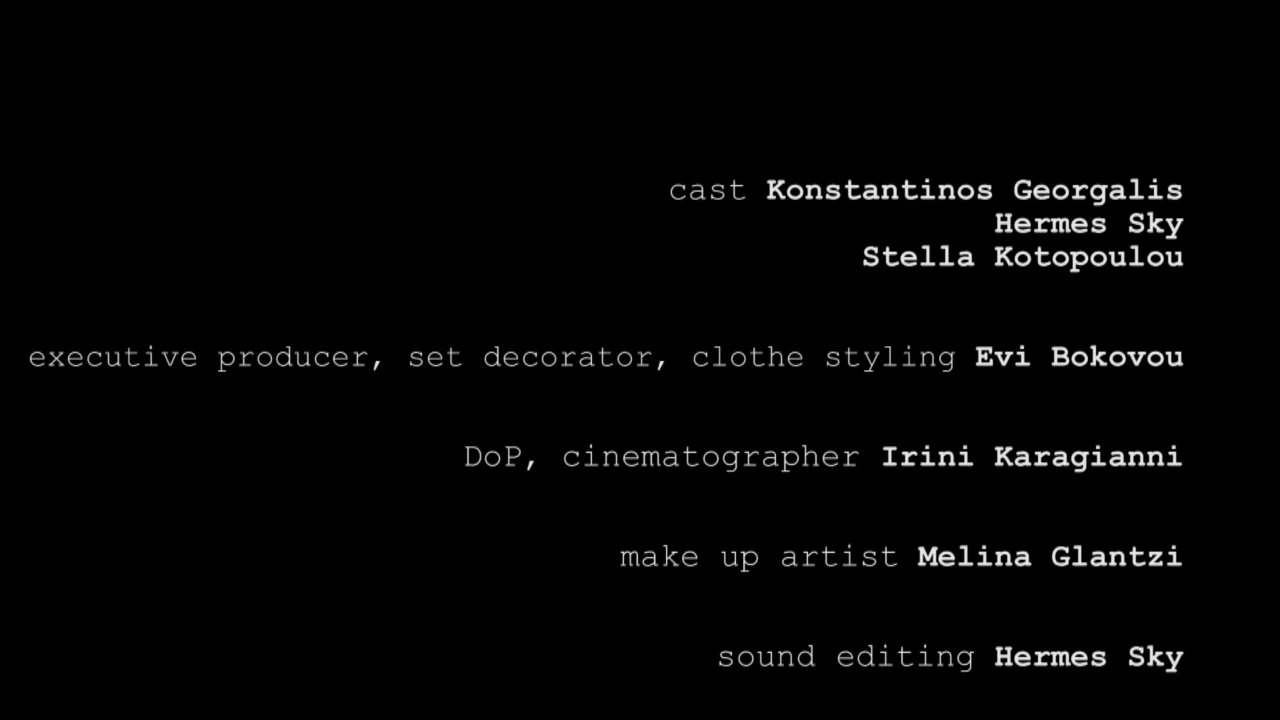 cast Konstantinos Georgalis
Hermes Sky
Stella Kotopoulou
executive producer, set decorator, clothe styling Evi Bokovou
DoP, cinematographer Irini Karagianni
make up artist Melina Glantzi
sound editing Hermes Sky